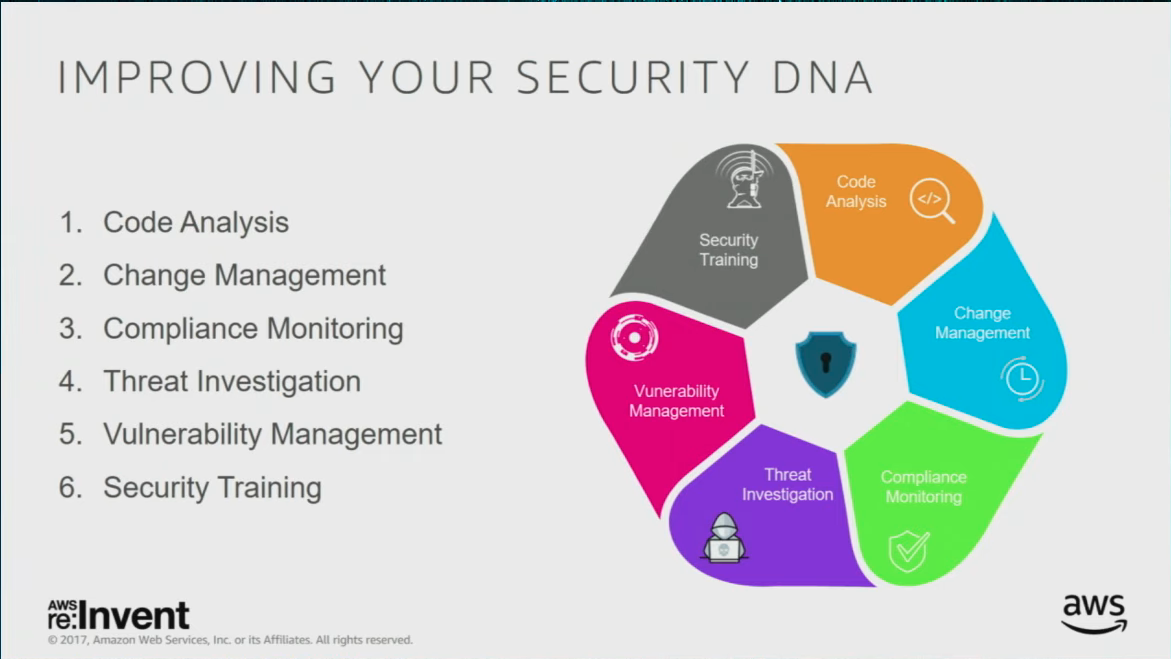 IMPROVING YOUR SECURITY DNA
1. Code Analysis
2. Change Management
3. Compliance Monitoring
4. Threat Investigation
5. Vulnerability Management
6. Security Training
Security
Training
Code
Analysis
</>
Change
Management
Vunerability
Management
Threat
Investigation
Compliance
Monitoring
AWS
re:Invent
© 2017, Amazon Web Services, Inc. or its Affiliates. All rights reserved.
aws